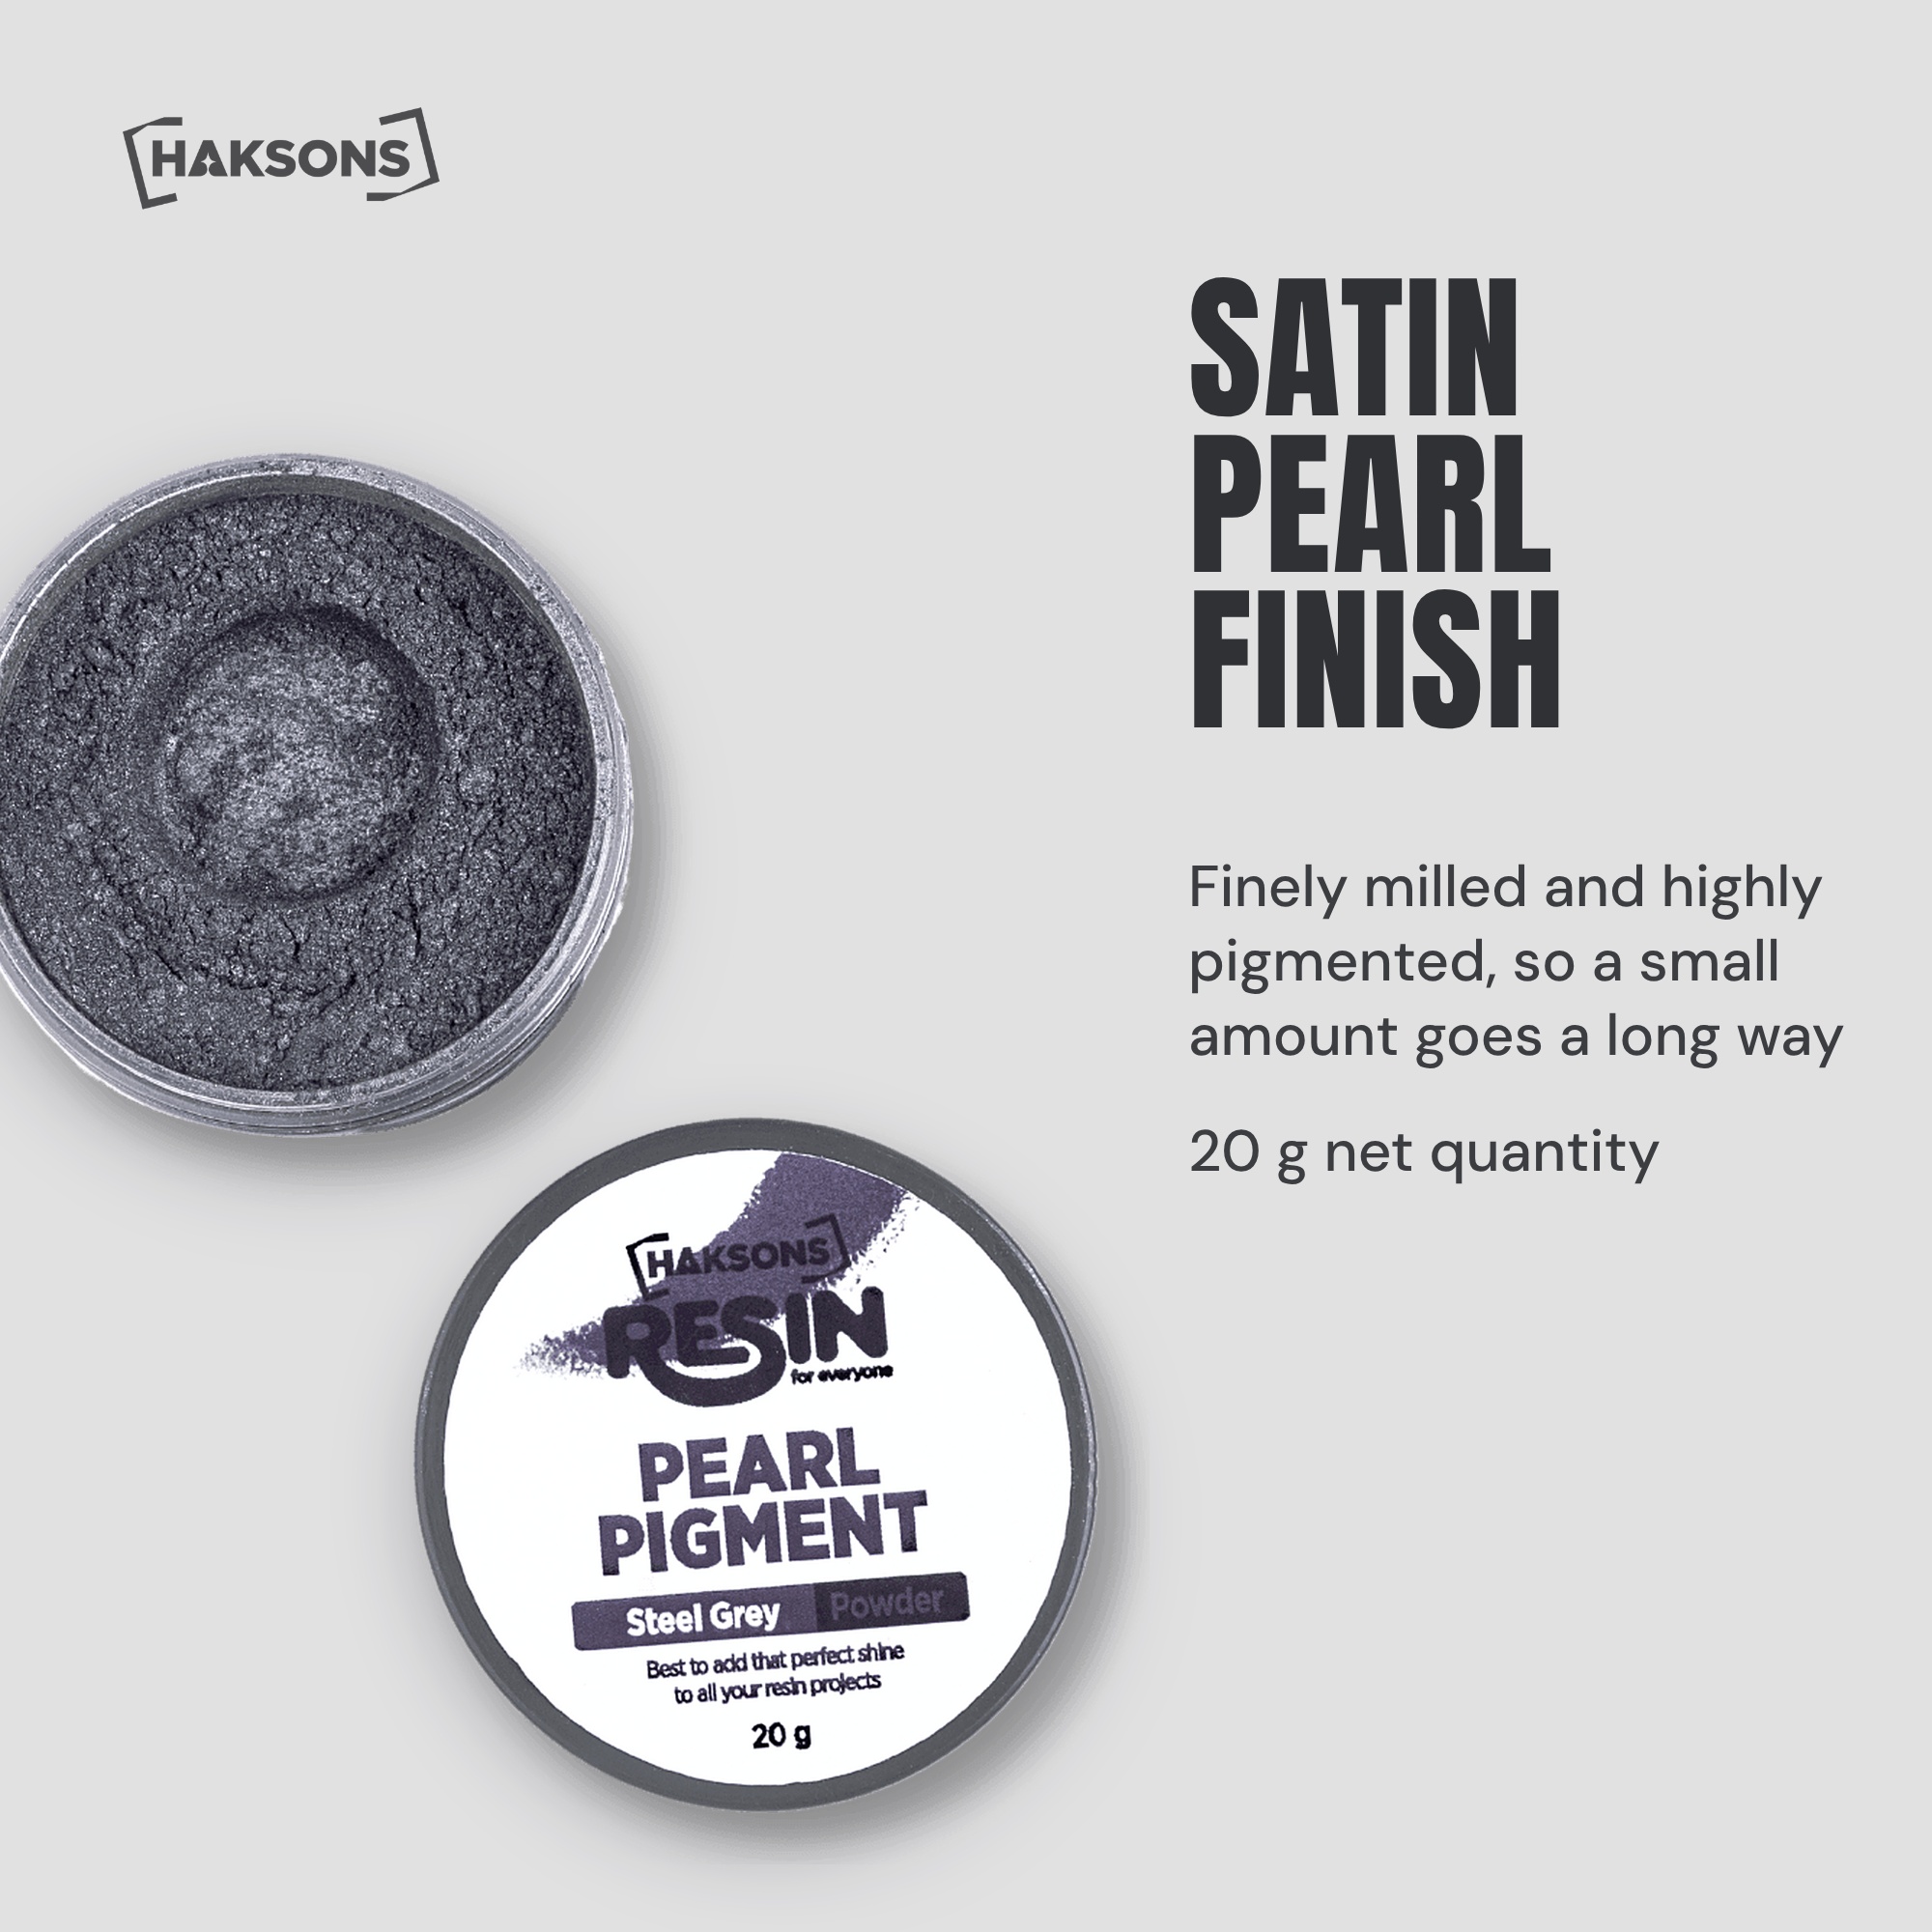 HAKSONS
SATIN
PEARL
FINISH
Finely milled and highly
pigmented, so a small
amount goes a long way
20 g net quantity
HAKSONS
RESIN
for everyone
PEARL
PIGMENT
Steel Grey Powder
Best to add that perfect shine
to all your resin projects
20 g